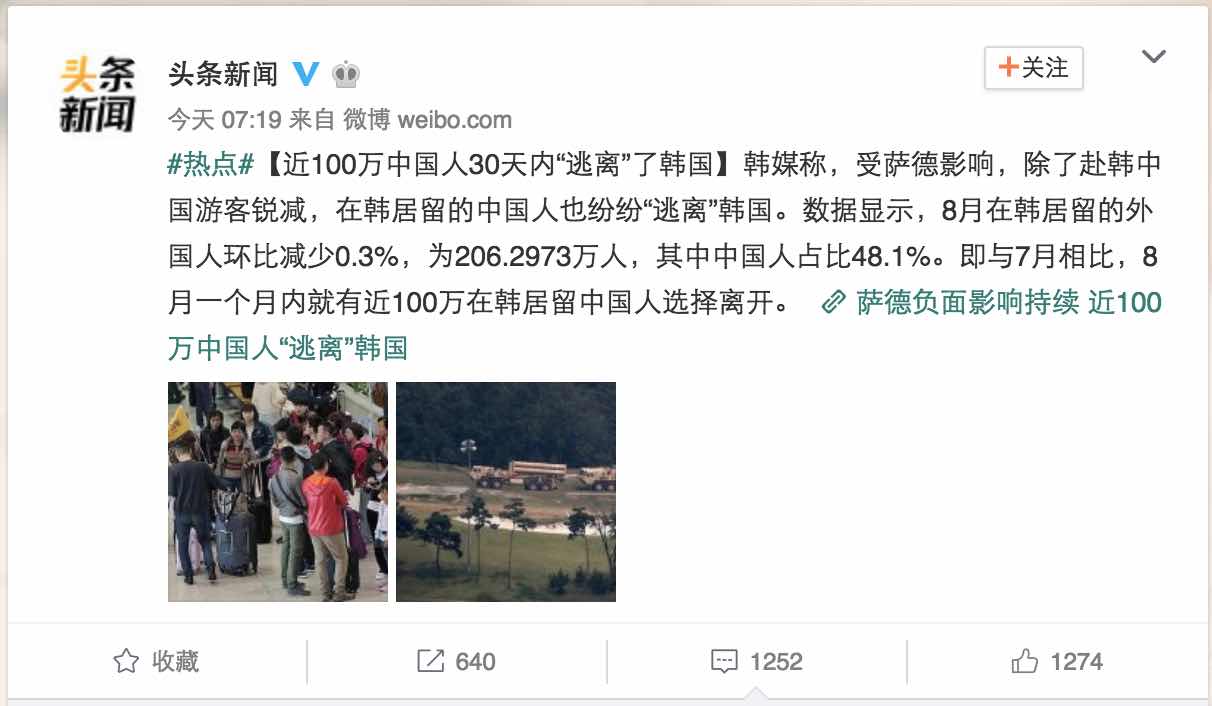 头条
新闻
头条新闻
关注
今天 07:19 来自 微博 weibo.com
#热点#【近100万中国人30天内“逃离”了韩国】韩媒称，受萨德影响，除了赴韩中
国游客锐减，在韩居留的中国人也纷纷“逃离”韩国。数据显示，8月在韩居留的外
国人环比减少0.3%，为206.2973万人，其中中国人占比48.1%。即与7月相比，8
月一个月内就有近100万在韩居留中国人选择离开。 萨德负面影响持续 近100
万中国人“逃离”韩国
收藏 640 1252 1274